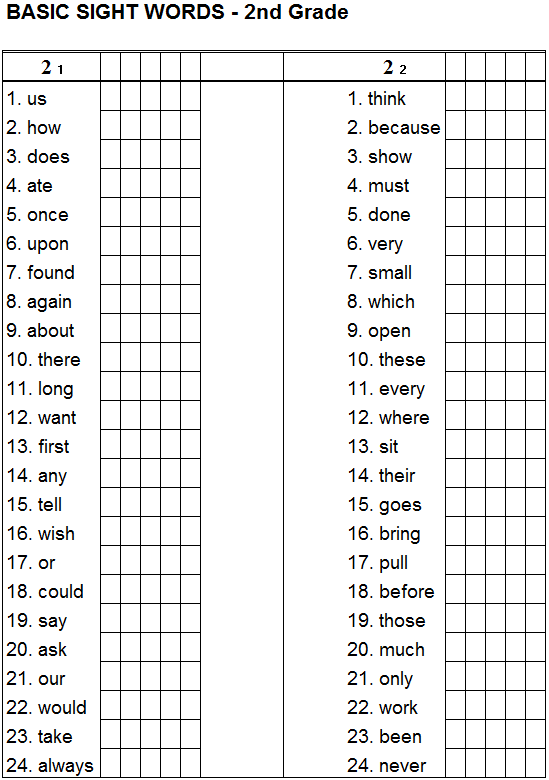 BASIC SIGHT WORDS - 2nd Grade
2 1 2 2
1. us 1. think
2. how 2. because
3. does 3. show
4. ate 4. must
5. once 5. done
6. upon 6. very
7. found 7. small
8. again 8. which
9. about 9. open
10. there 10. these
11. long 11. every
12. want 12. where
13. first 13. sit
14. any 14. their
15. tell 15. goes
16. wish 16. bring
17. or 17. pull
18. could 18. before
19. say 19. those
20. ask 20. much
21. our 21. only
22. would 22. work
23. take 23. been
24. always 24. never